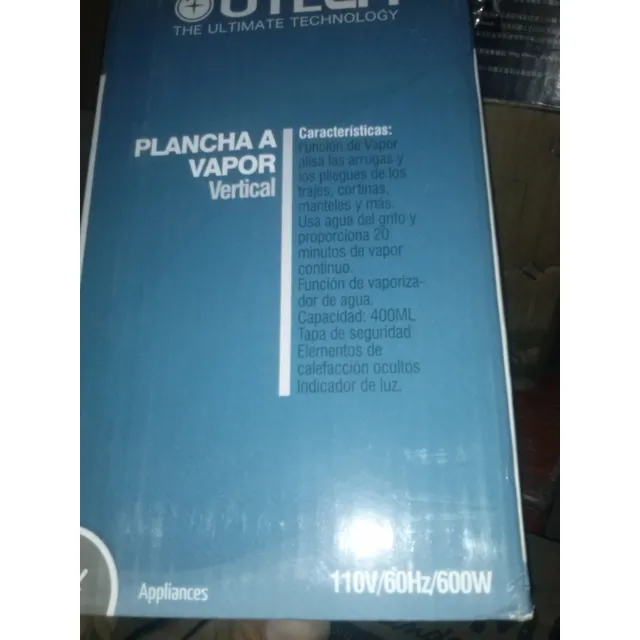 THE ULTIMATE TECHNOLOGY
PLANCHA A
VAPOR
Vertical
Características:
Función de Vapor
alisa las arrugas y
los pliegues de los
trajes, cortinas,
manteles y más.
Usa agua del grifo y
proporciona 20
minutos de vapor
continuo.
Función de vaporiza-
dor de agua.
Capacidad: 400ML
Tapa de seguridad
Elementos de
calefaccion ocultos
Indicador de luz.
Appliances
110V/60Hz/600W